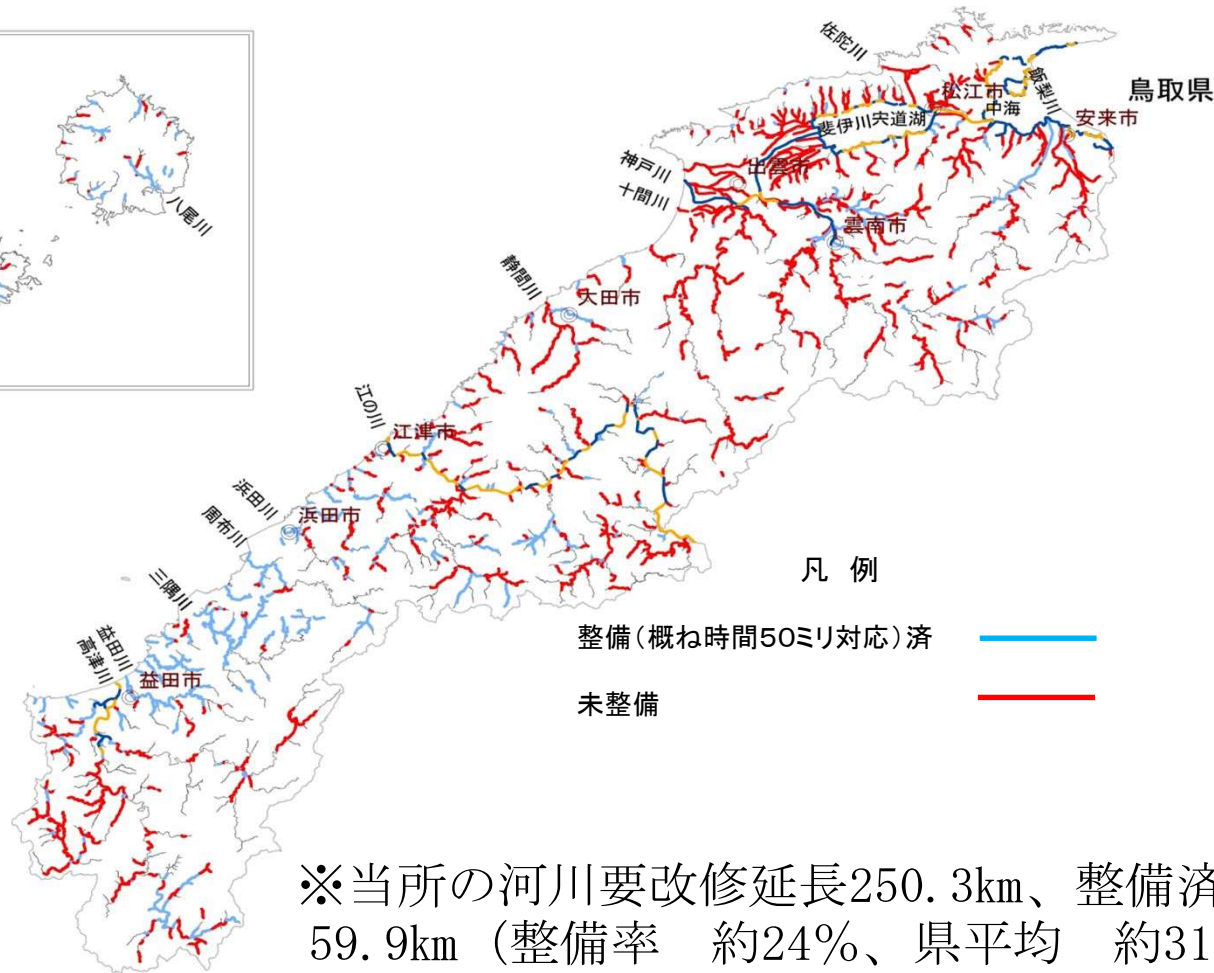 佐陀川
飯梨川
鳥取県
松江市
中海
安来市
斐伊川宍道湖
神戸川
出雲市
十間川
八尾川
雲南市
静間川
大田市
江の川
江津市
浜田川
浜田市
周布川
三隅川
益田川
高津川
益田市
凡 例
整備(概ね時間50ミリ対応)済
未整備
※当所の河川要改修延長250.3km、整備済
59.9km (整備率 約24%、県平均 約31